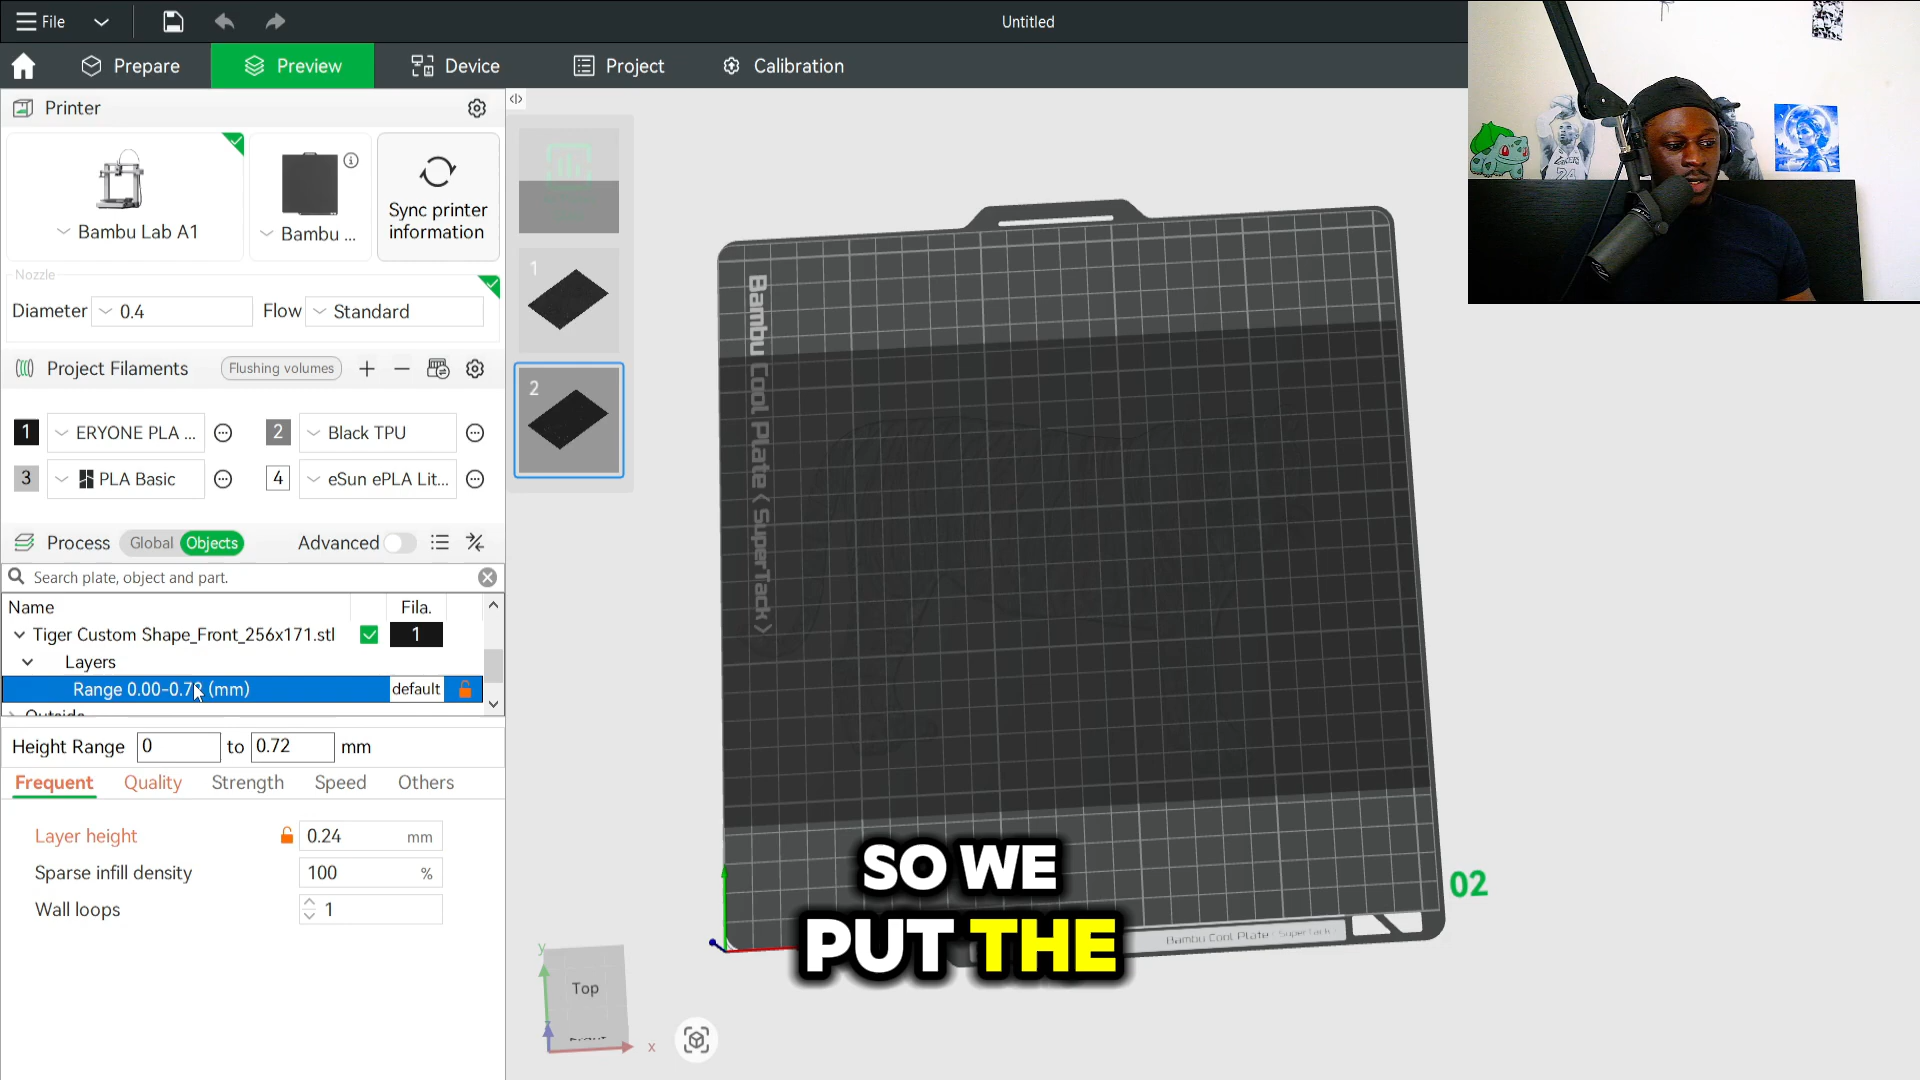 File
Untitled
Prepare
Preview
Device
Project
Calibration
Printer
Bambu Lab A1
Bambu ...
Sync printer
information
Nozzle
Diameter
0.4
Flow
Standard
Project Filaments
Flushing volumes
1
ERYONE PLA ...
2
Black TPU
3
PLA Basic
4
eSun ePLA Lit...
Process
Global
Objects
Advanced
Search plate, object and part.
Name
Fila.
Tiger Custom Shape_Front_256x171.stl
1
Layers
Range 0.00-0.72 (mm)
default
Outside
Height Range
0
to
0.72
mm
Frequent
Quality
Strength
Speed
Others
Layer height
0.24
mm
Sparse infill density
100
%
Wall loops
1
1
2
Bambu Cool Plate < SuperTack >
02
Bambu Cool Plate
SO WE
PUT THE
y
Top
x
24